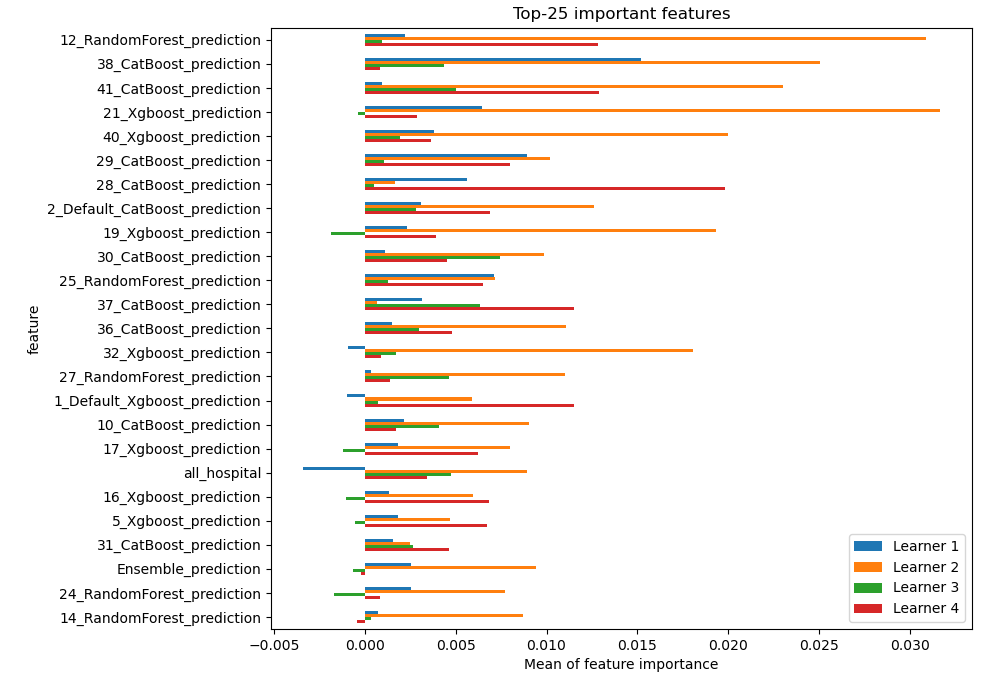 Top-25 important features
12_RandomForest_prediction
38_CatBoost_prediction
41_CatBoost_prediction
21_Xgboost_prediction
40_Xgboost_prediction
29_CatBoost_prediction
28_CatBoost_prediction
2_Default_CatBoost_prediction
19_Xgboost_prediction
30_CatBoost_prediction
25_RandomForest_prediction
37_CatBoost_prediction
36_CatBoost_prediction
32_Xgboost_prediction
27_RandomForest_prediction
1_Default_Xgboost_prediction
10_CatBoost_prediction
17_Xgboost_prediction
all_hospital
16_Xgboost_prediction
5_Xgboost_prediction
31_CatBoost_prediction
Ensemble_prediction
24_RandomForest_prediction
14_RandomForest_prediction
feature
Learner 1
Learner 2
Learner 3
Learner 4
−0.005 0.000 0.005 0.010 0.015 0.020 0.025 0.030
Mean of feature importance